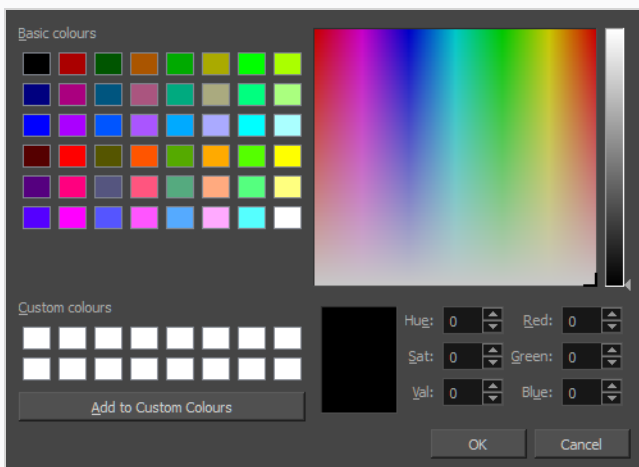 Basic colours
Custom colours
Add to Custom Colours
Hue: 0 Red: 0
Sat: 0 Green: 0
Val: 0 Blue: 0
OK Cancel